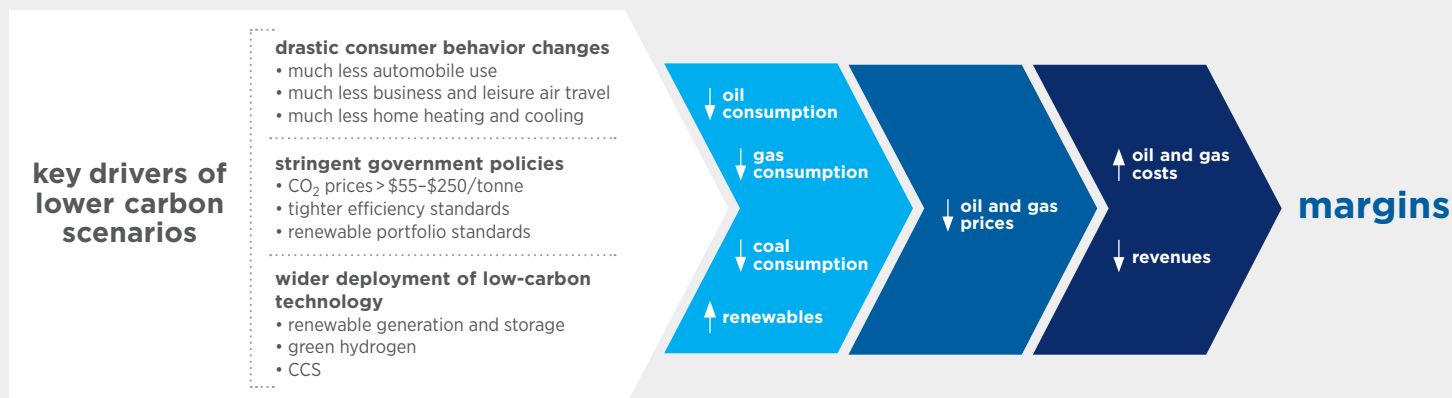 key drivers of
lower carbon
scenarios
drastic consumer behavior changes
• much less automobile use
• much less business and leisure air travel
• much less home heating and cooling
stringent government policies
• CO₂ prices > $55–$250/tonne
• tighter efficiency standards
• renewable portfolio standards
wider deployment of low-carbon
technology
• renewable generation and storage
• green hydrogen
• CCS
↓ oil
consumption
↓ gas
consumption
↓ coal
consumption
↑ renewables
↓ oil and gas
prices
↑ oil and gas
costs
↓ revenues
margins